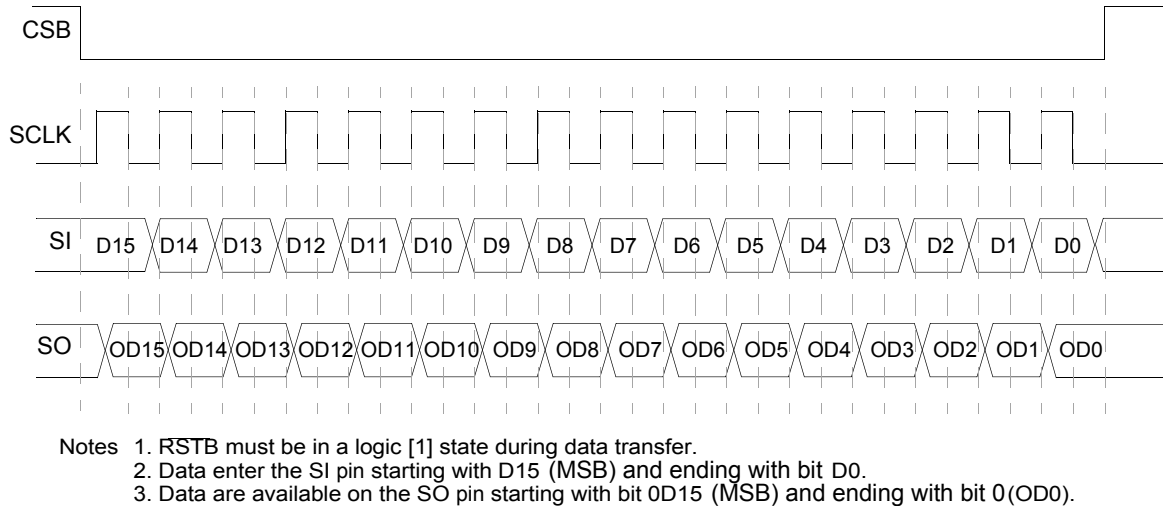 CSB
SCLK
SI D15 D14 D13 D12 D11 D10 D9 D8 D7 D6 D5 D4 D3 D2 D1 D0
SO OD15 OD14 OD13 OD12 OD11 OD10 OD9 OD8 OD7 OD6 OD5 OD4 OD3 OD2 OD1 OD0
Notes 1. RSTB must be in a logic [1] state during data transfer.
2. Data enter the SI pin starting with D15 (MSB) and ending with bit D0.
3. Data are available on the SO pin starting with bit 0D15 (MSB) and ending with bit 0(OD0).